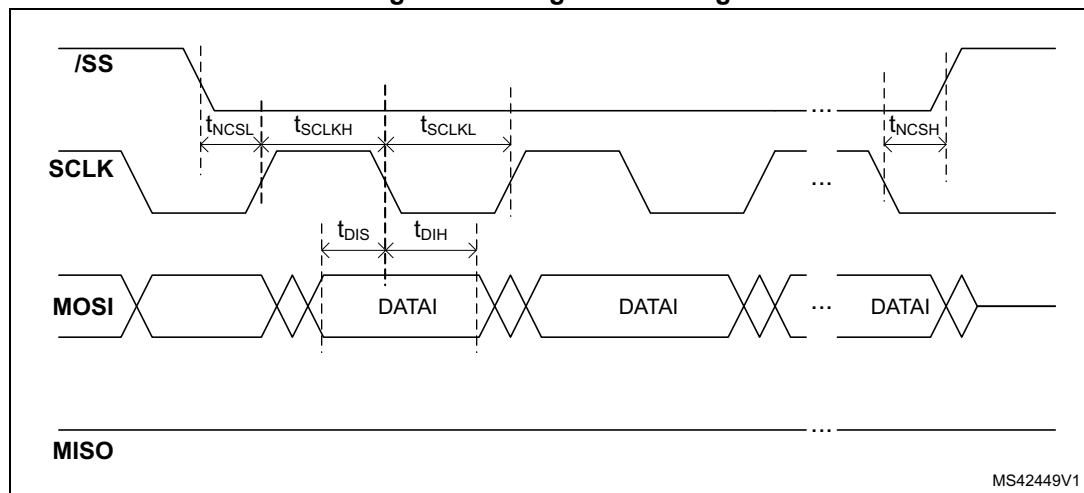 /SS
tNCSL tSCLKH tSCLKL ... tNCSH
SCLK ...
tDIS tDIH
MOSI DATAI DATAI ... DATAI
...
MISO
MS42449V1